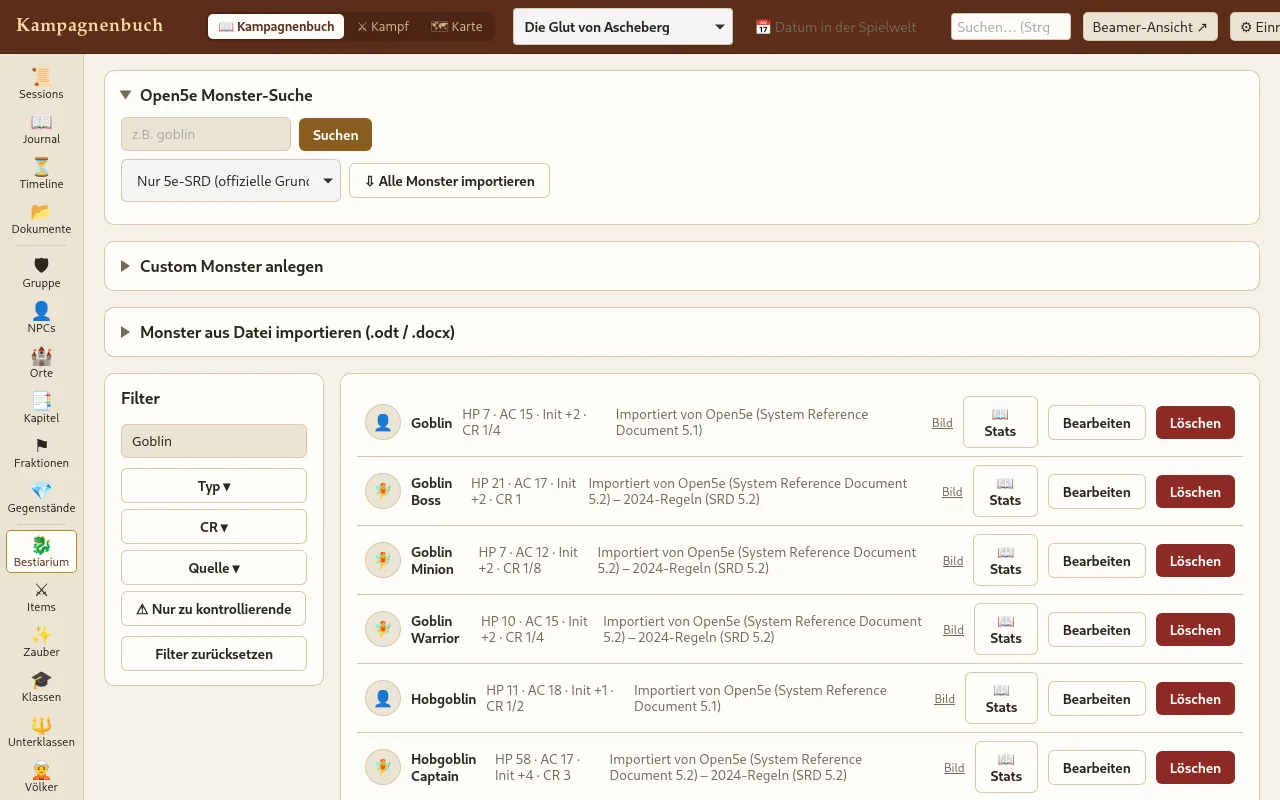 Kampagnenbuch
Kampagnenbuch
Kampf
Karte
Die Glut von Ascheberg
Datum in der Spielwelt
Suchen... (Strg
Beamer-Ansicht ↗
Sessions
Journal
Timeline
Dokumente
Gruppe
NPCs
Orte
Kapitel
Fraktionen
Gegenstände
Bestiarium
Items
Zauber
Klassen
Unterklassen
Völker
▼ Open5e Monster-Suche
z.B. goblin
Suchen
Nur 5e-SRD (offizielle
⇩ Alle Monster importieren
▶ Custom Monster anlegen
▶ Monster aus Datei importieren (.odt / .docx)
Filter
Goblin
Typ ▾
CR ▾
Quelle ▾
⚠ Nur zu kontrollierende
Filter zurücksetzen
Goblin
HP 7 · AC 15 · Init +2 ·
CR 1/4
Importiert von Open5e (System Reference
Document 5.1)
Bild
Stats
Bearbeiten
Löschen
Goblin
Boss
HP 21 · AC 17 · Init
+2 · CR 1
Importiert von Open5e (System Reference Document
5.2) – 2024-Regeln (SRD 5.2)
Bild
Stats
Bearbeiten
Löschen
Goblin
Minion
HP 7 · AC 12 · Init
+2 · CR 1/8
Importiert von Open5e (System Reference Document
5.2) – 2024-Regeln (SRD 5.2)
Bild
Stats
Bearbeiten
Löschen
Goblin
Warrior
HP 10 · AC 15 · Init
+2 · CR 1/4
Importiert von Open5e (System Reference Document
5.2) – 2024-Regeln (SRD 5.2)
Bild
Stats
Bearbeiten
Löschen
Hobgoblin
HP 11 · AC 18 · Init +1 ·
CR 1/2
Importiert von Open5e (System Reference
Document 5.1)
Bild
Stats
Bearbeiten
Löschen
Hobgoblin
Captain
HP 58 · AC 17 ·
Init +4 · CR 3
Importiert von Open5e (System Reference
Document 5.2) – 2024-Regeln (SRD 5.2)
Bild
Stats
Bearbeiten
Löschen